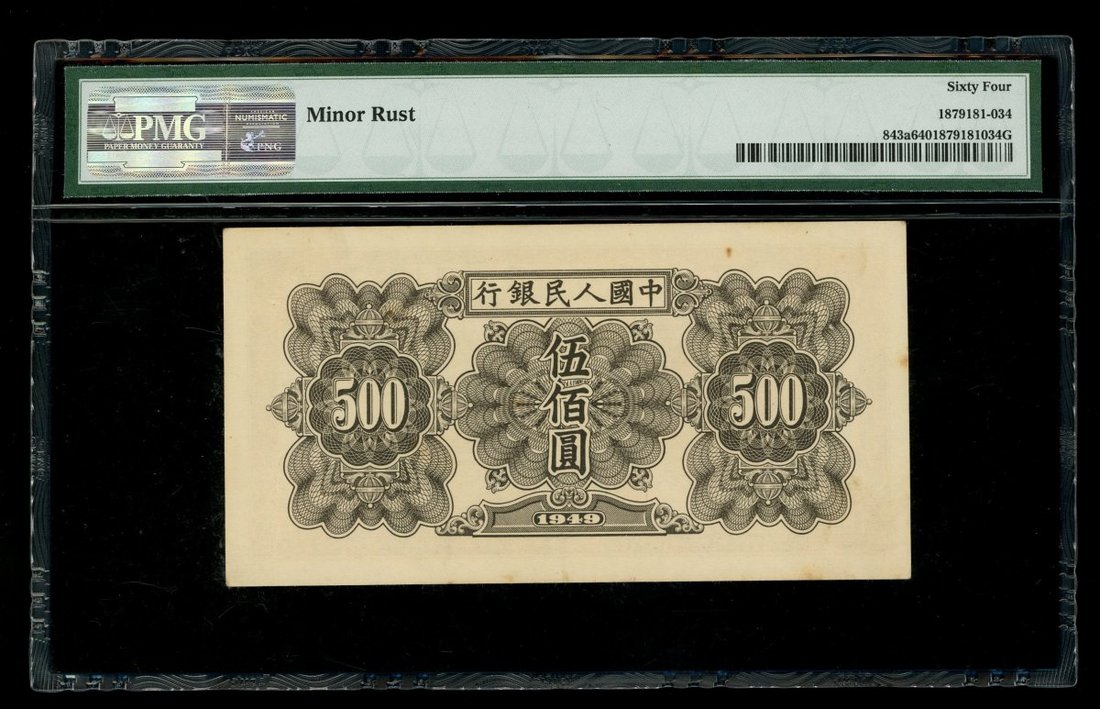 PMG
PAPER MONEY GUARANTY
NUMISMATIC
PNG
Minor Rust
Sixty Four
1879181-034
843a6401879181034G
行銀民人國中
500
伍佰圓
500
1949